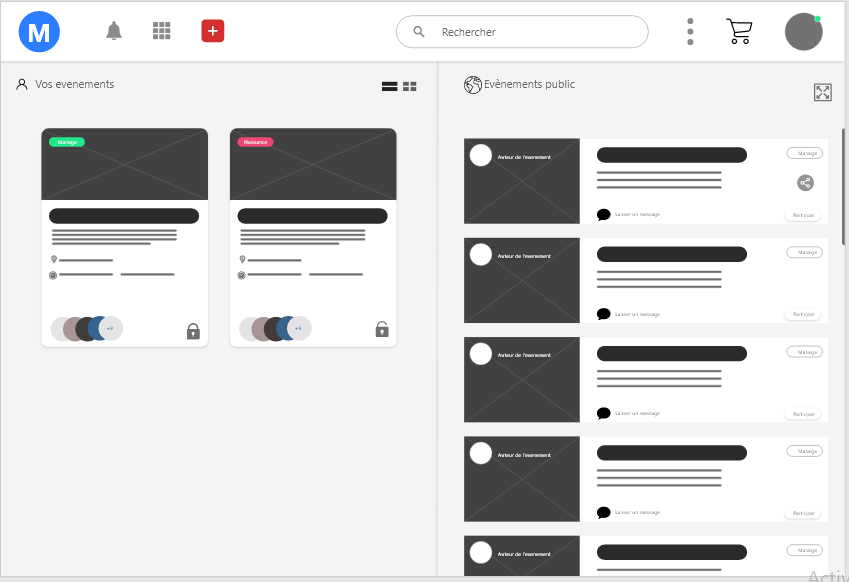 M
Rechercher
Vos evenements
Evènements public
Mariage
Naissance
+9
+9
Auteur de l'evenement
Mariage
Laisser un message
Participer
Auteur de l'evenement
Mariage
Laisser un message
Participer
Auteur de l'evenement
Mariage
Laisser un message
Participer
Auteur de l'evenement
Mariage
Laisser un message
Participer
Auteur de l'evenement
Mariage
Activ